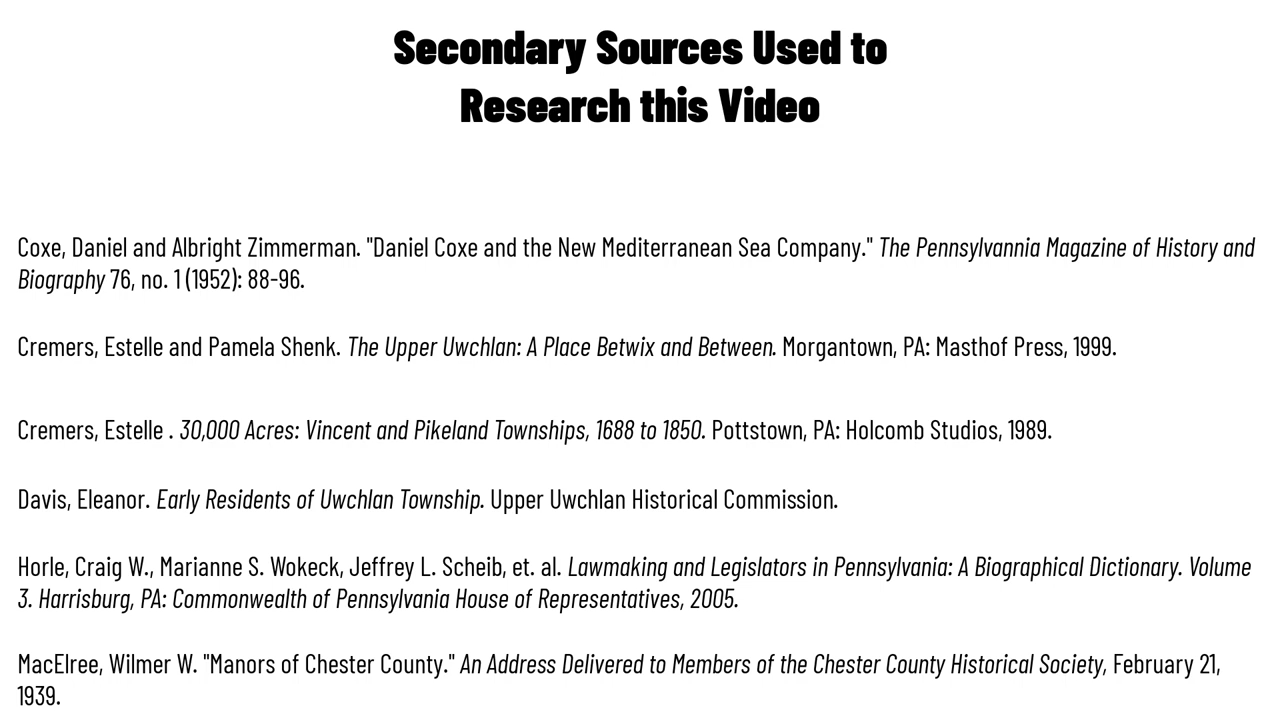 Secondary Sources Used to
Research this Video
Coxe, Daniel and Albright Zimmerman. "Daniel Coxe and the New Mediterranean Sea Company." The Pennsylvannia Magazine of History and
Biography 76, no. 1 (1952): 88-96.
Cremers, Estelle and Pamela Shenk. The Upper Uwchlan: A Place Betwix and Between. Morgantown, PA: Masthof Press, 1999.
Cremers, Estelle . 30,000 Acres: Vincent and Pikeland Townships, 1688 to 1850. Pottstown, PA: Holcomb Studios, 1989.
Davis, Eleanor. Early Residents of Uwchlan Township. Upper Uwchlan Historical Commission.
Horle, Craig W., Marianne S. Wokeck, Jeffrey L. Scheib, et. al. Lawmaking and Legislators in Pennsylvania: A Biographical Dictionary. Volume
3. Harrisburg, PA: Commonwealth of Pennsylvania House of Representatives, 2005.
MacElree, Wilmer W. "Manors of Chester County." An Address Delivered to Members of the Chester County Historical Society, February 21,
1939.